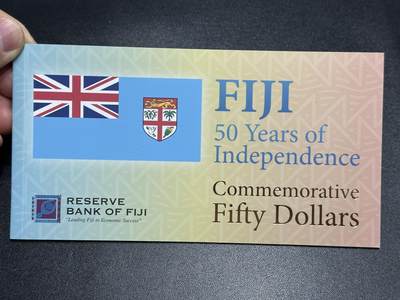 FIJI
50 Years of
Independence
Commemorative
Fifty Dollars
RESERVE
BANK OF FIJI
"Leading Fiji to Economic Success"